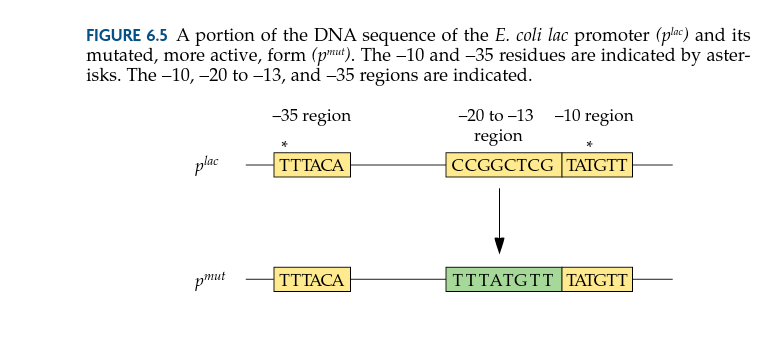 FIGURE 6.5 A portion of the DNA sequence of the E. coli lac promoter (p^lac) and its
mutated, more active, form (p^mut). The –10 and –35 residues are indicated by aster-
isks. The –10, –20 to –13, and –35 regions are indicated.
–35 region
–20 to –13 region
–10 region
*
*
p^lac
TTTACA
CCGGCTCG
TATGTT
p^mut
TTTACA
TTTATGTT
TATGTT